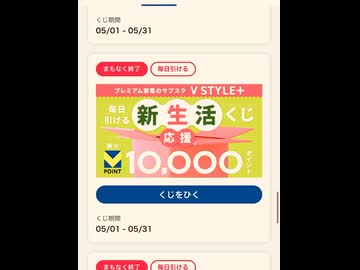 くじ期間
05/01 - 05/31
まもなく終了 毎日引ける
プレミアム家電のサブスク V STYLE+
毎日引ける 新生活くじ
応援
最大 V POINT 10,000 ポイント
くじをひく
くじ期間
05/01 - 05/31
まもなく終了 毎日引ける